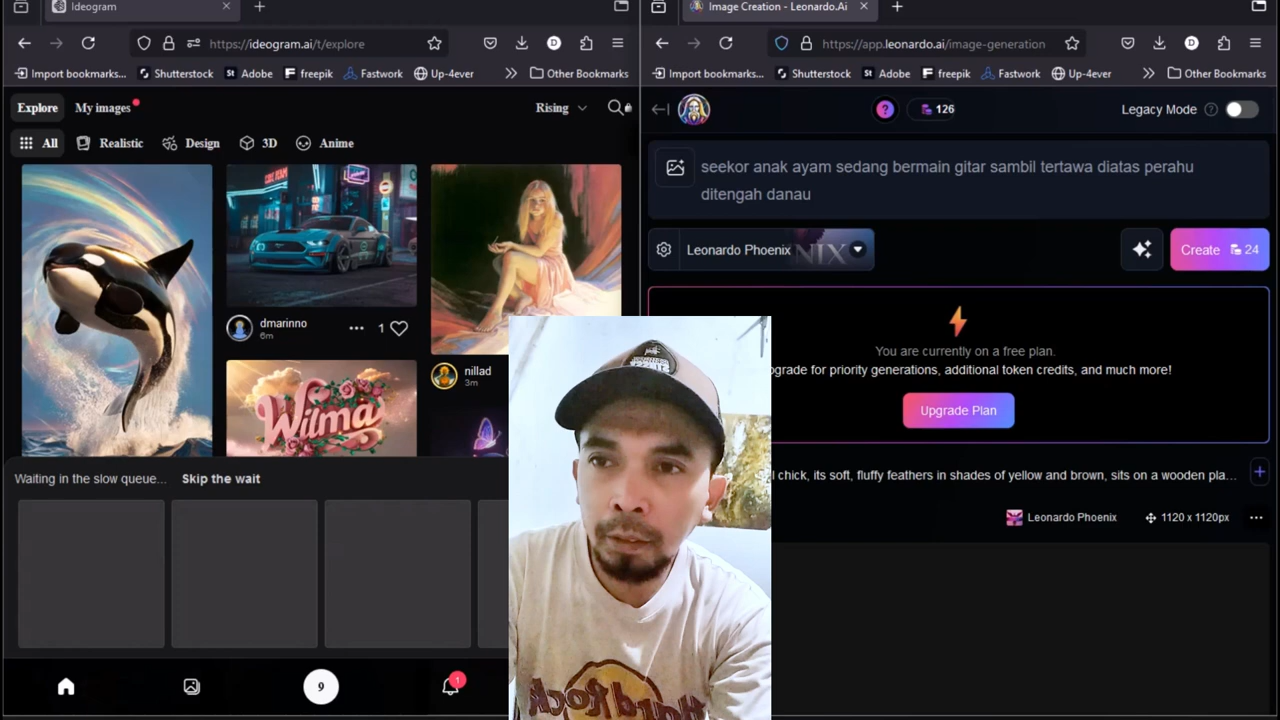 Ideogram
https://ideogram.ai/t/explore
D
Import bookmarks...
Shutterstock
St Adobe
F freepik
Fastwork
Up-4ever
Other Bookmarks
Explore
My images
Rising
All
Realistic
Design
3D
Anime
dmarinno
6m
1
nillad
3m
Wilma
Waiting in the slow queue...
Skip the wait
9
1
Image Creation - Leonardo.Ai
https://app.leonardo.ai/image-generation
D
Import bookmarks...
Shutterstock
St Adobe
F freepik
Fastwork
Up-4ever
Other Bookmarks
?
126
Legacy Mode ?
seekor anak ayam sedang bermain gitar sambil tertawa diatas perahu
ditengah danau
Leonardo Phoenix
NIX
Create 24
You are currently on a free plan.
grade for priority generations, additional token credits, and much more!
Upgrade Plan
l chick, its soft, fluffy feathers in shades of yellow and brown, sits on a wooden pla...
Leonardo Phoenix
1120 x 1120px
Hard Rock